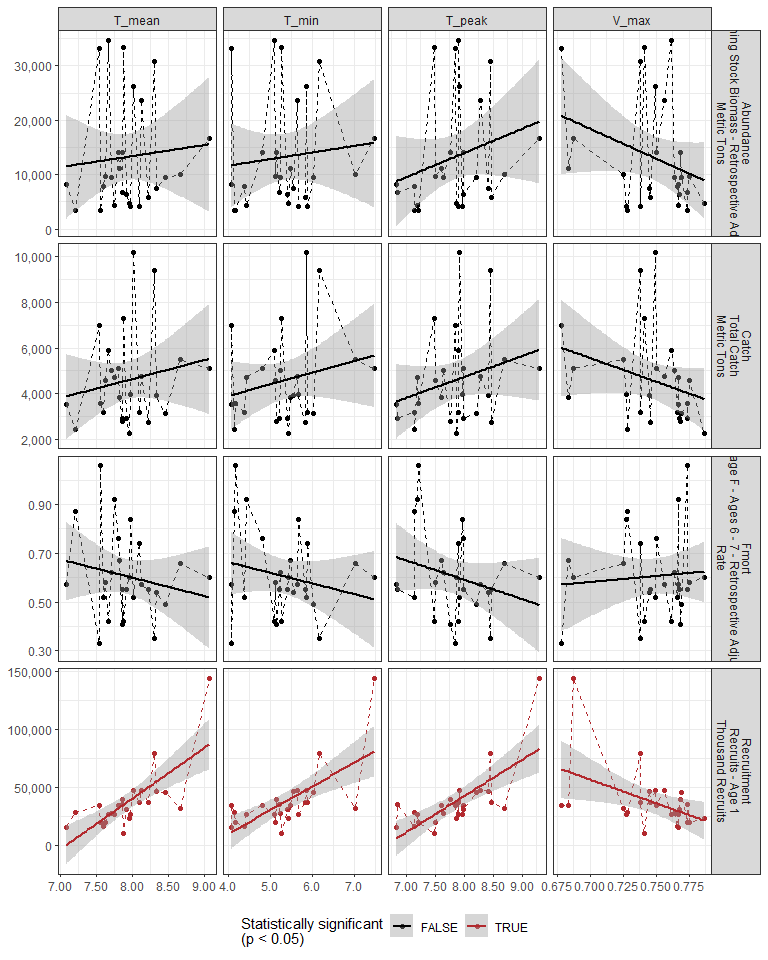 T_mean T_min T_peak V_max
30,000
20,000
10,000
0
Abundance
Stock Biomass - Retrospective
Metric Tons
10,000
8,000
6,000
4,000
2,000
Catch
Total Catch
Metric Tons
0.90
0.70
0.50
0.30
Fmort
F - Ages 6 - 7 - Retrospective
Rate
150,000
100,000
50,000
0
Recruitment
Recruits - Age 1
Thousand Recruits
7.00 7.50 8.00 8.50 9.00 4.0 5.0 6.0 7.0 7.00 7.50 8.00 8.50 9.00 0.675 0.700 0.725 0.750 0.775
Statistically significant
(p < 0.05)
FALSE TRUE